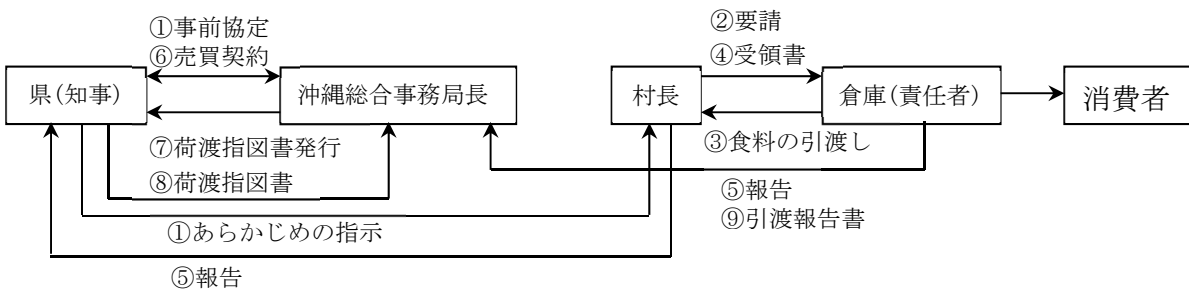 ①事前協定
⑥売買契約
②要請
④受領書
県(知事)
沖縄総合事務局長
村長
倉庫(責任者)
消費者
⑦荷渡指図書発行
⑧荷渡指図書
③食料の引渡し
⑤報告
⑨引渡報告書
①あらかじめの指示
⑤報告